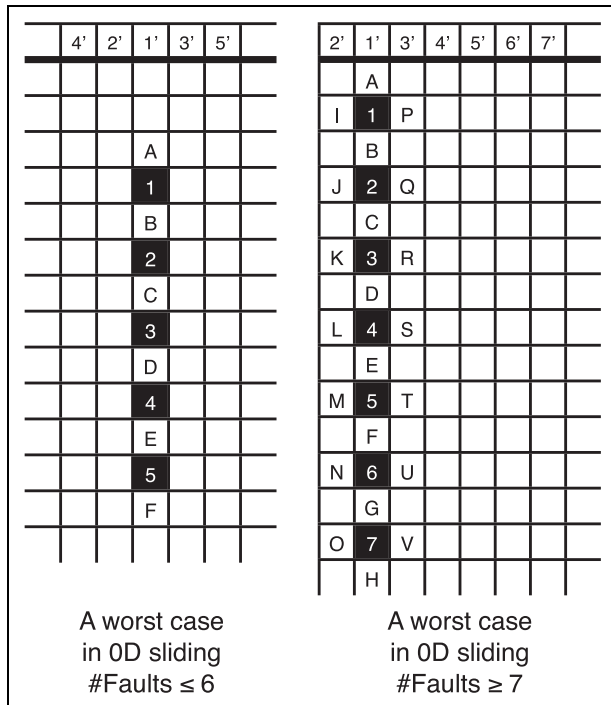 4’ 2’ 1’ 3’ 5’
A
1
B
2
C
3
D
4
E
5
F
A worst case
in 0D sliding
#Faults ≤ 6
2’ 1’ 3’ 4’ 5’ 6’ 7’
A
I 1 P
B
J 2 Q
C
K 3 R
D
L 4 S
E
M 5 T
F
N 6 U
G
O 7 V
H
A worst case
in 0D sliding
#Faults ≥ 7